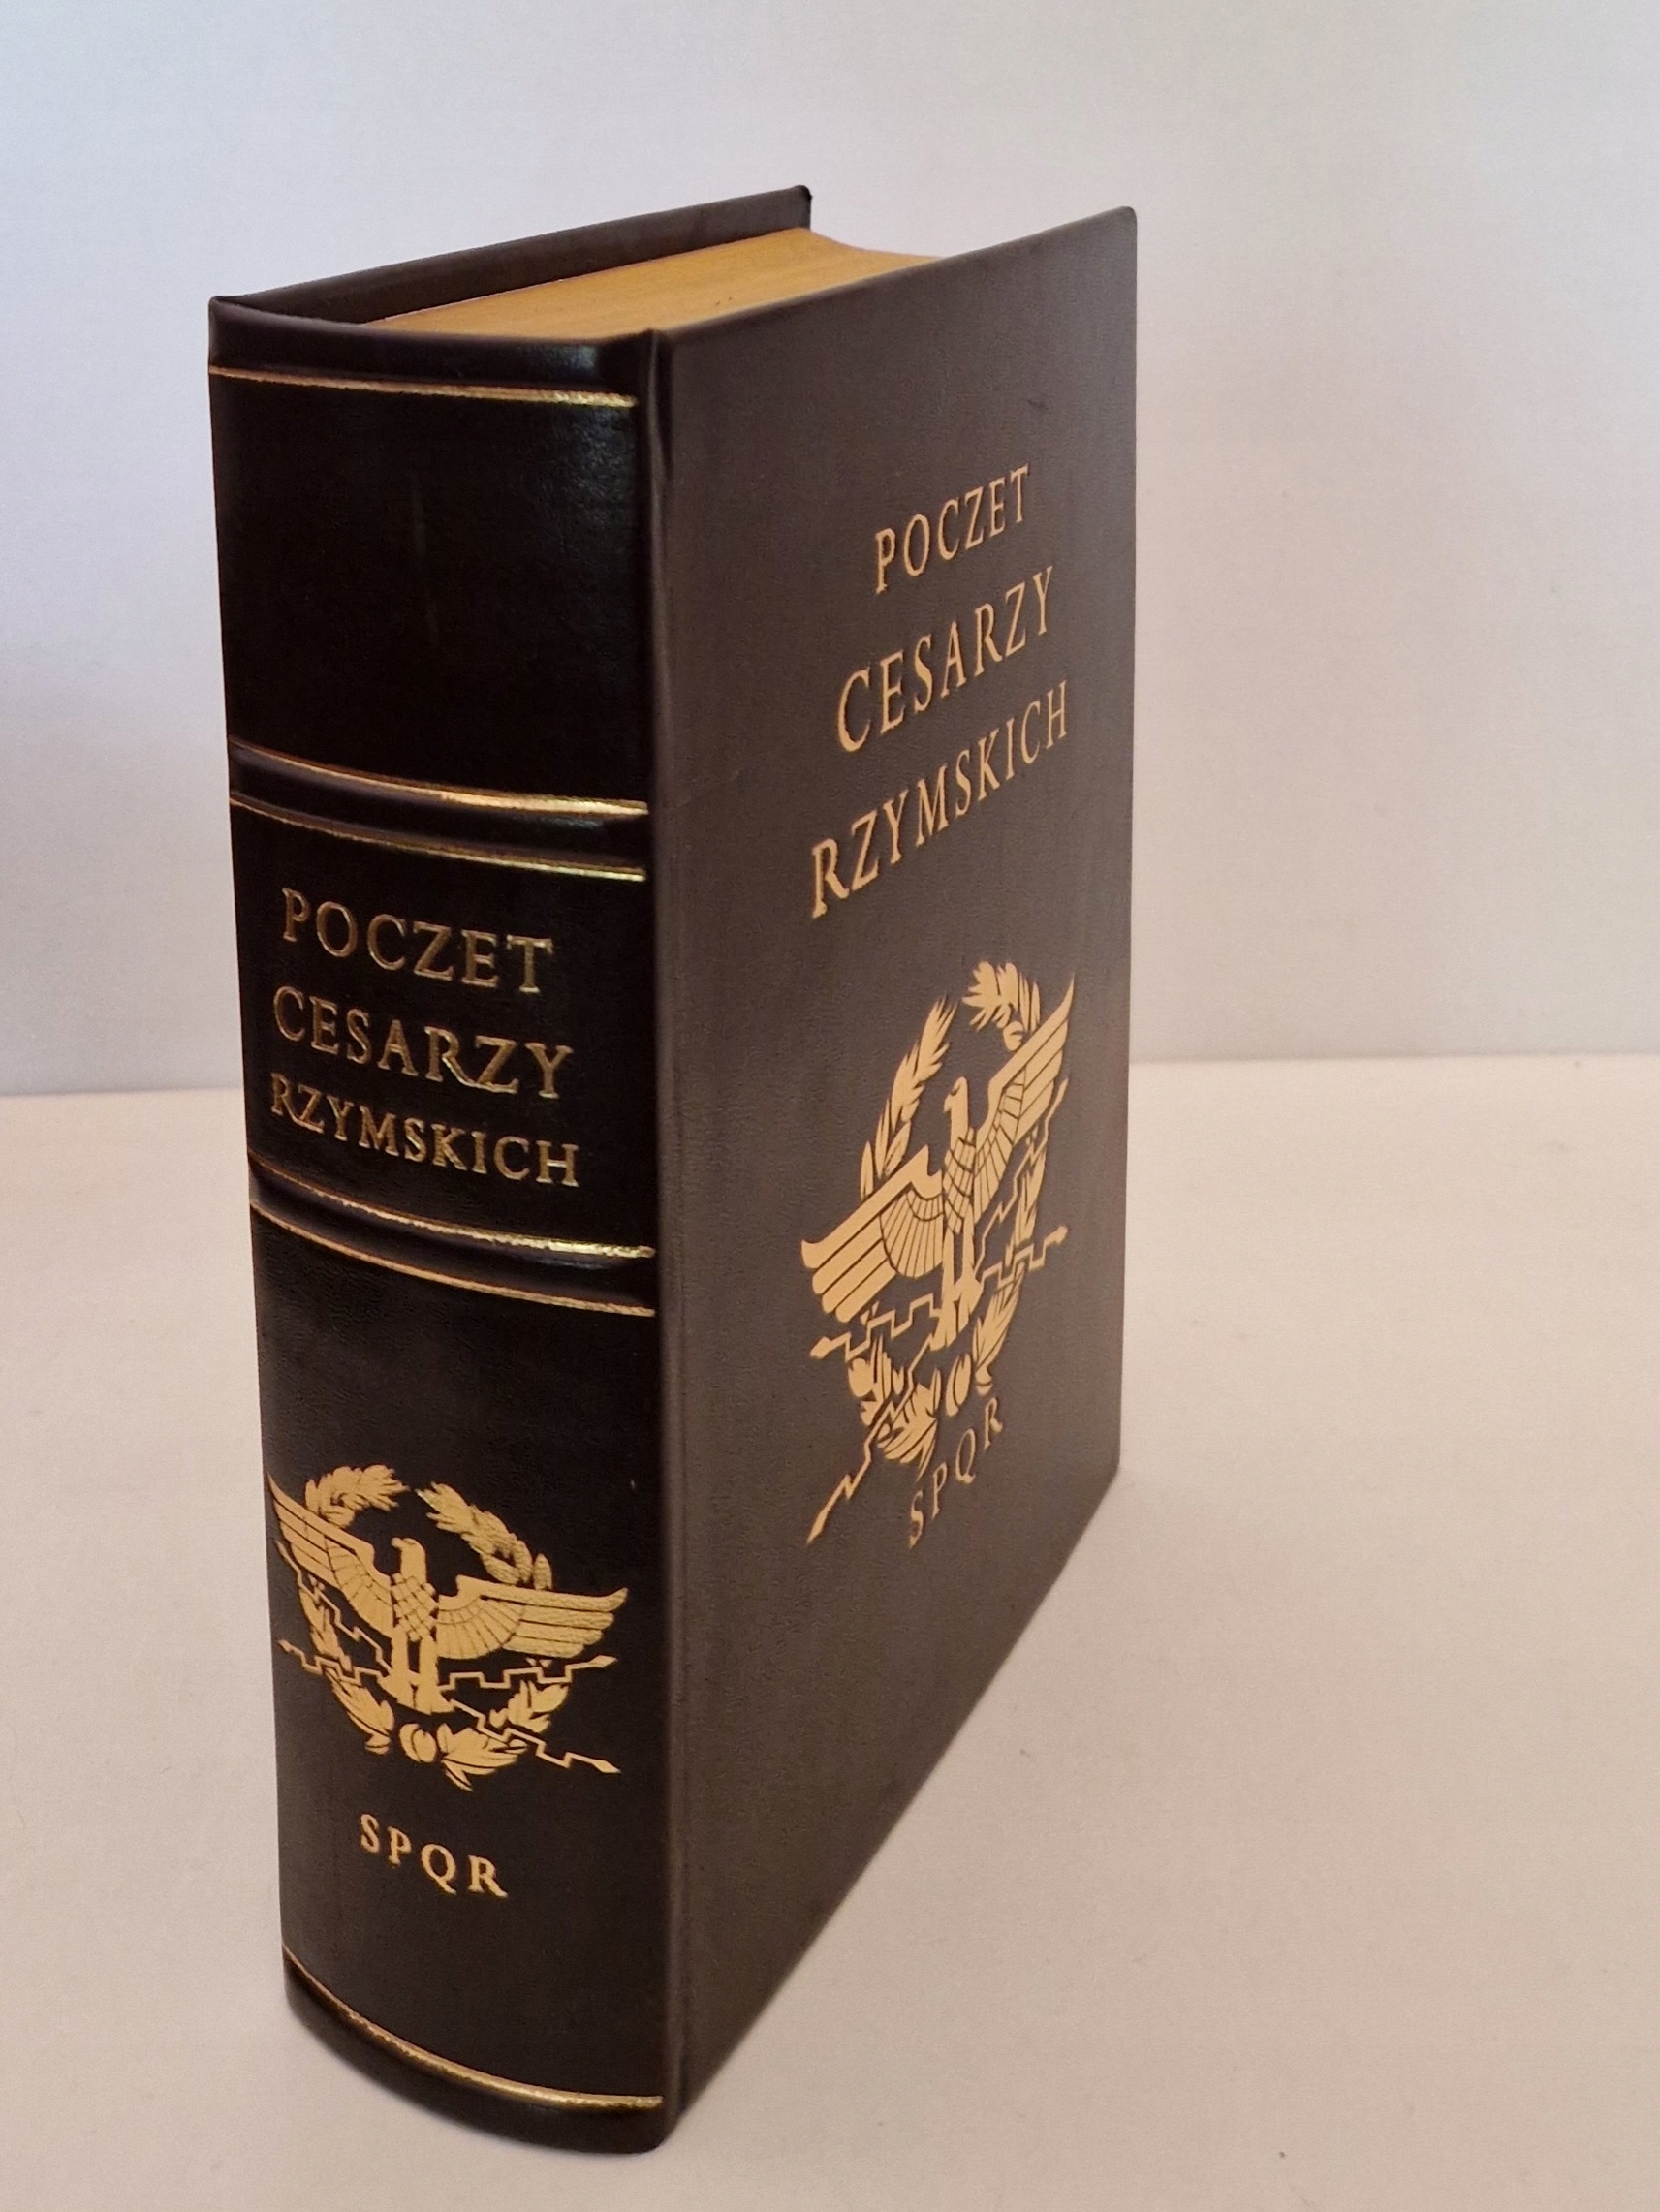 POCZET
CESARZY
RZYMSKICH
SPQR
POCZET
CESARZY
RZYMSKICH
SPQR